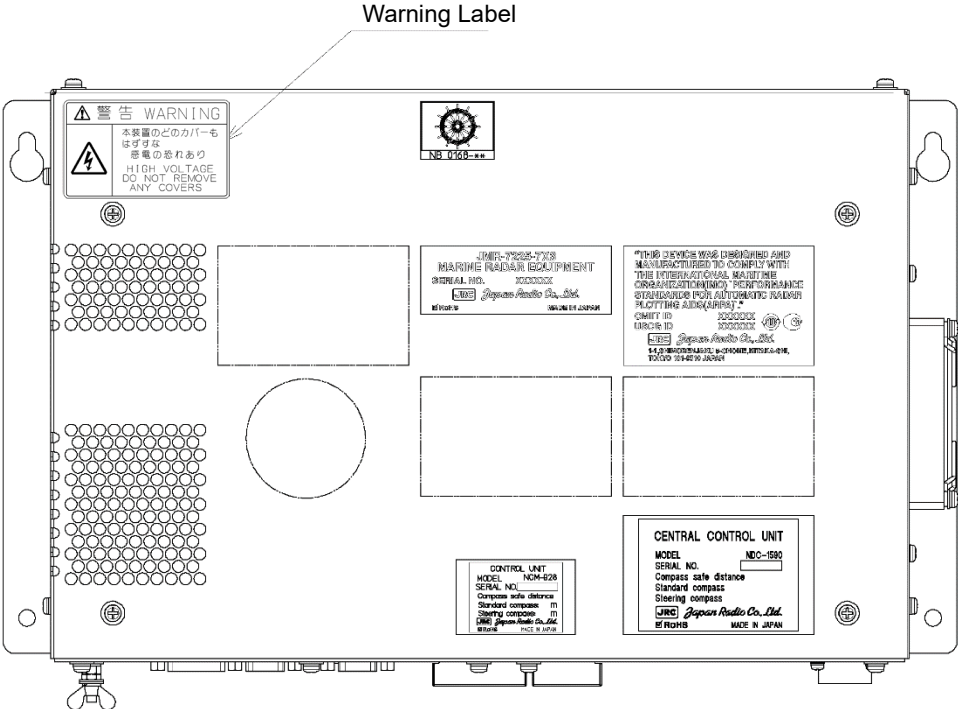 Warning Label
警告 WARNING
本装置のどのカバーも
はずすな
感電の恐れあり
HIGH VOLTAGE
DO NOT REMOVE
ANY COVERS
NB 0168-**
MARINE RADAR EQUIPMENT
SERIAL NO. XXXXXX
JRC Japan Radio Co., Ltd.
RoHS MADE IN JAPAN
"THIS DEVICE WAS DESIGNED AND
MANUFACTURED TO COMPLY WITH
THE INTERNATIONAL MARITIME
ORGANIZATION(IMO) 'PERFORMANCE
STANDARDS FOR AUTOMATIC RADAR
PLOTTING AIDS(ARPA)'."
ID XXXXXX
USCG ID XXXXXX
JRC Japan Radio Co., Ltd.
JAPAN
CONTROL UNIT
MODEL NCM-928
SERIAL NO.
Compass safe distance
Standard compass m
Steering compass m
JRC Japan Radio Co., Ltd.
RoHS MADE IN JAPAN
CENTRAL CONTROL UNIT
MODEL NDC-1590
SERIAL NO.
Compass safe distance
Standard compass
Steering compass
JRC Japan Radio Co., Ltd.
RoHS MADE IN JAPAN